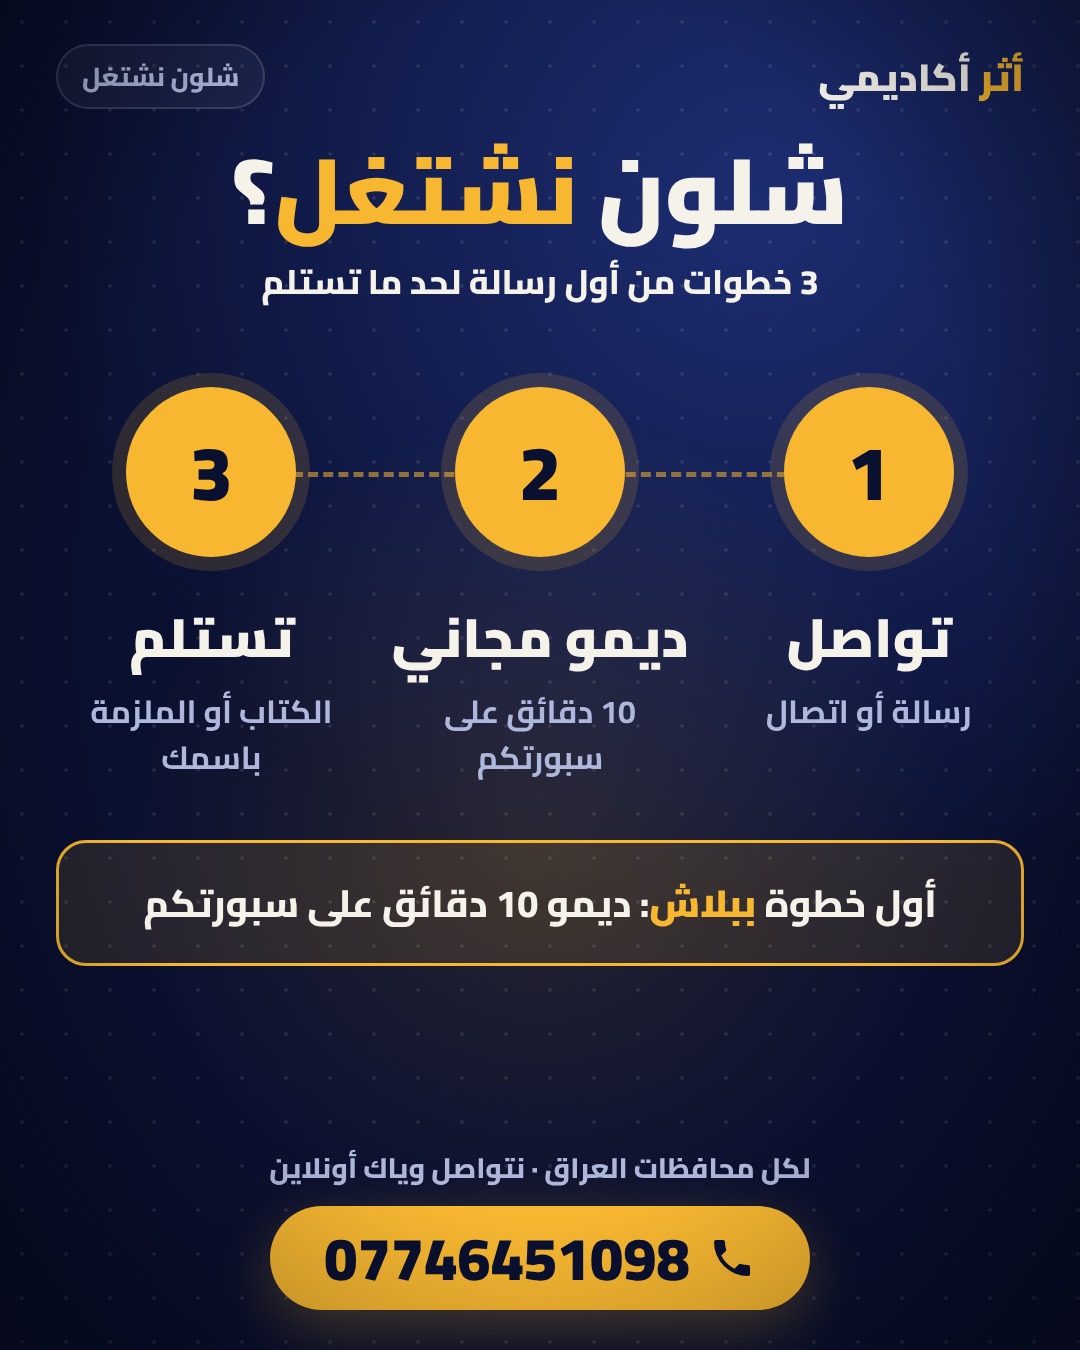 أثر أكاديمي
شلون نشتغل
شلون نشتغل؟
3 خطوات من أول رسالة لحد ما تستلم
1
2
3
تواصل
رسالة أو اتصال
ديمو مجاني
10 دقائق على
سبورتكم
تستلم
الكتاب أو الملزمة
باسمك
أول خطوة ببلاش: ديمو 10 دقائق على سبورتكم
لكل محافظات العراق · نتواصل وياك أونلاين
07746451098